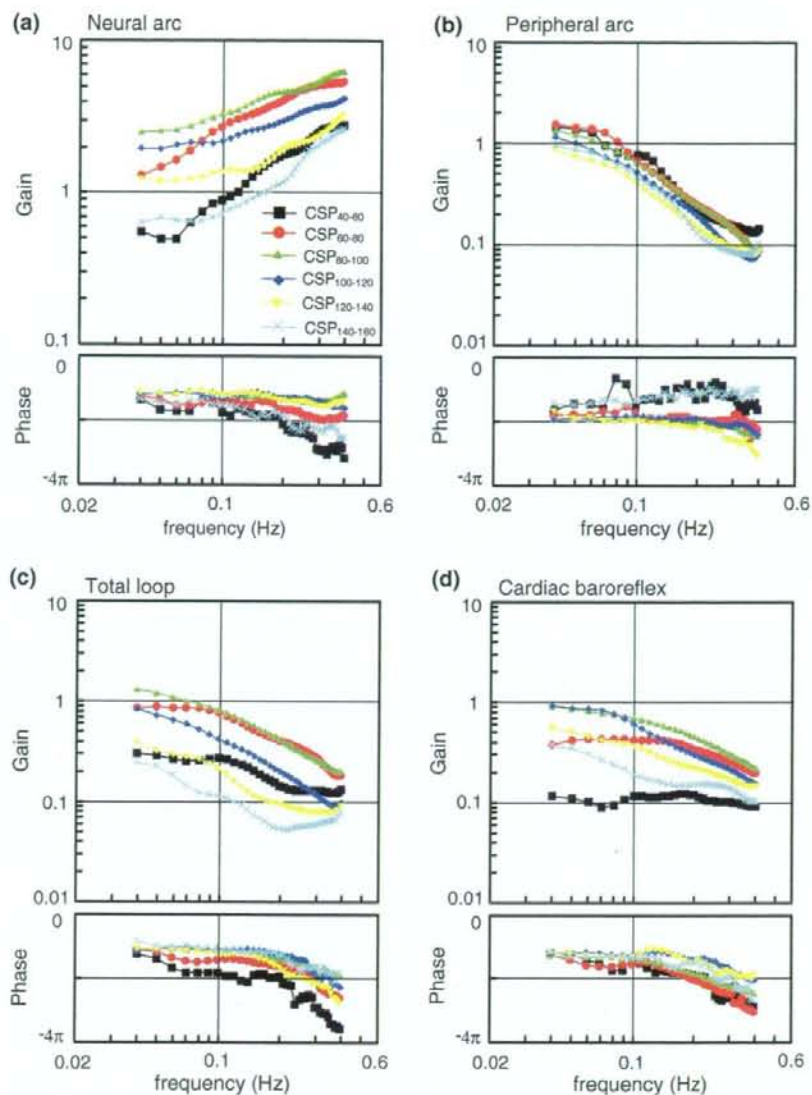 (a) Neural arc
10
Gain
1
0.1
CSP40-60
CSP60-80
CSP80-100
CSP100-120
CSP120-140
CSP140-160
0
Phase
-4π
0.02 0.1 0.6
frequency (Hz)
(b) Peripheral arc
10
1
Gain
0.1
0.01
0
Phase
-4π
0.02 0.1 0.6
frequency (Hz)
(c) Total loop
10
1
Gain
0.1
0.01
0
Phase
-4π
0.02 0.1 0.6
frequency (Hz)
(d) Cardiac baroreflex
10
1
Gain
0.1
0.01
0
Phase
-4π
0.02 0.1 0.6
frequency (Hz)